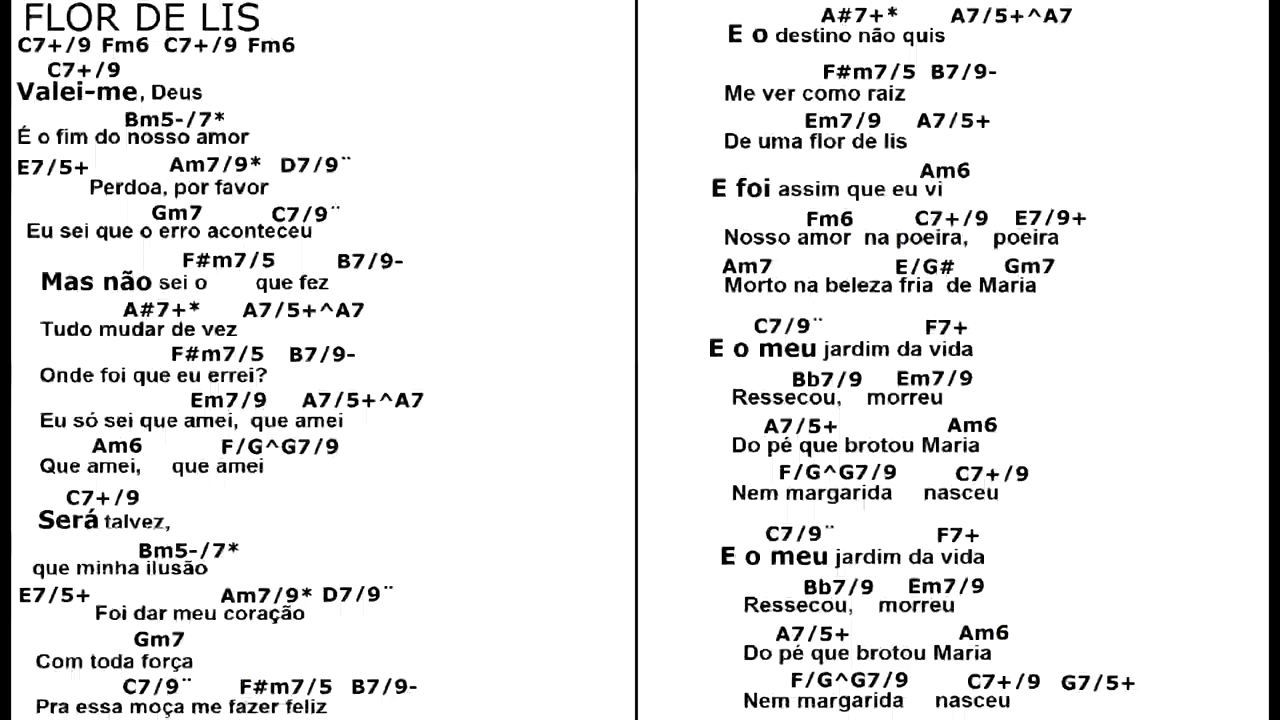 FLOR DE LIS
C7+/9 Fm6 C7+/9 Fm6
C7+/9
Valei-me, Deus
Bm5-/7*
É o fim do nosso amor
E7/5+ Am7/9* D7/9¨
Perdoa, por favor
Gm7 C7/9¨
Eu sei que o erro aconteceu
F#m7/5 B7/9-
Mas não sei o que fez
A#7+* A7/5+^A7
Tudo mudar de vez
F#m7/5 B7/9-
Onde foi que eu errei?
Em7/9 A7/5+^A7
Eu só sei que amei, que amei
Am6 F/G^G7/9
Que amei, que amei
C7+/9
Será talvez,
Bm5-/7*
que minha ilusão
E7/5+ Am7/9* D7/9¨
Foi dar meu coração
Gm7
Com toda força
C7/9¨ F#m7/5 B7/9-
Pra essa moça me fazer feliz
A#7+* A7/5+^A7
E o destino não quis
F#m7/5 B7/9-
Me ver como raiz
Em7/9 A7/5+
De uma flor de lis
Am6
E foi assim que eu vi
Fm6 C7+/9 E7/9+
Nosso amor na poeira, poeira
Am7 E/G# Gm7
Morto na beleza fria de Maria
C7/9¨ F7+
E o meu jardim da vida
Bb7/9 Em7/9
Ressecou, morreu
A7/5+ Am6
Do pé que brotou Maria
F/G^G7/9 C7+/9
Nem margarida nasceu
C7/9¨ F7+
E o meu jardim da vida
Bb7/9 Em7/9
Ressecou, morreu
A7/5+ Am6
Do pé que brotou Maria
F/G^G7/9 C7+/9 G7/5+
Nem margarida nasceu